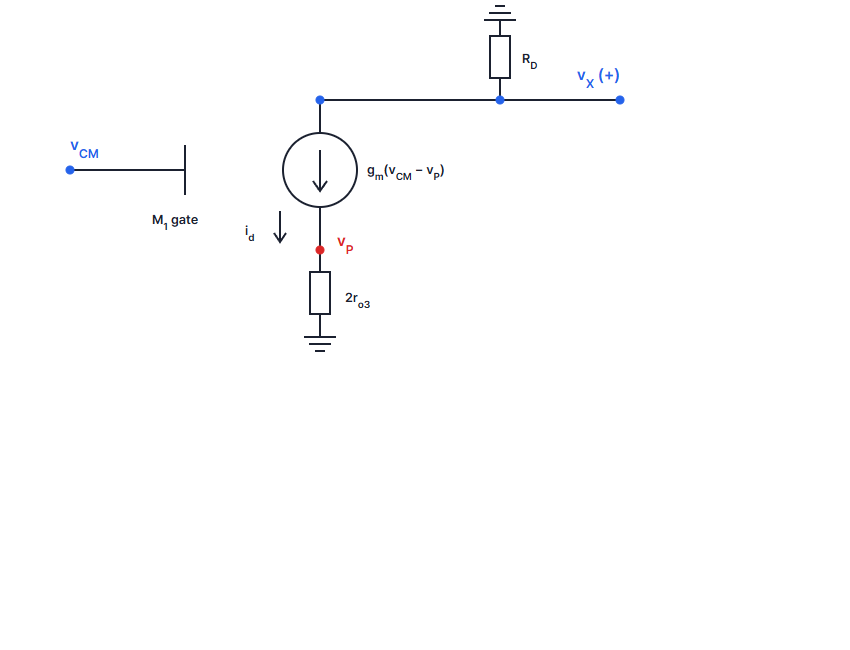 R_D
v_X (+)
v_CM
g_m(v_CM – v_P)
M_1 gate
i_d
v_P
2r_o3